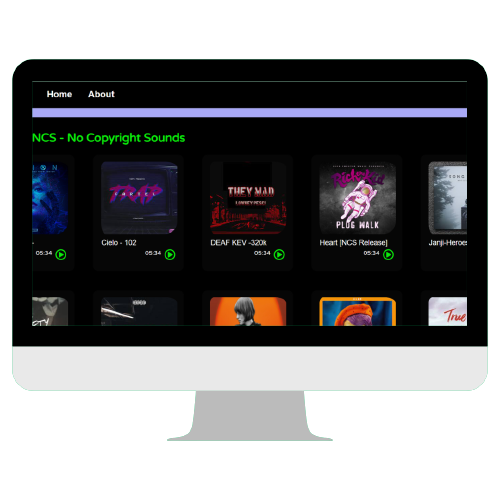 Home About
NCS - No Copyright Sounds
TRAP
THEY MAD
PLUG WALK
Cielo - 102
DEAF KEV -320k
Heart [NCS Release]
Janji-Heroes
05:34
05:34
05:34
05:34
True